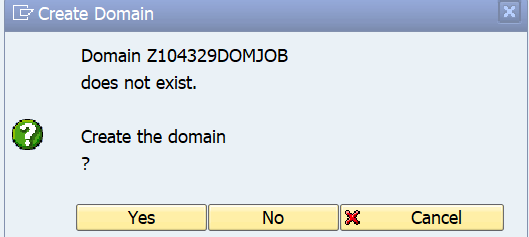 Create Domain
Domain Z104329DOMJOB
does not exist.
Create the domain
?
Yes No Cancel